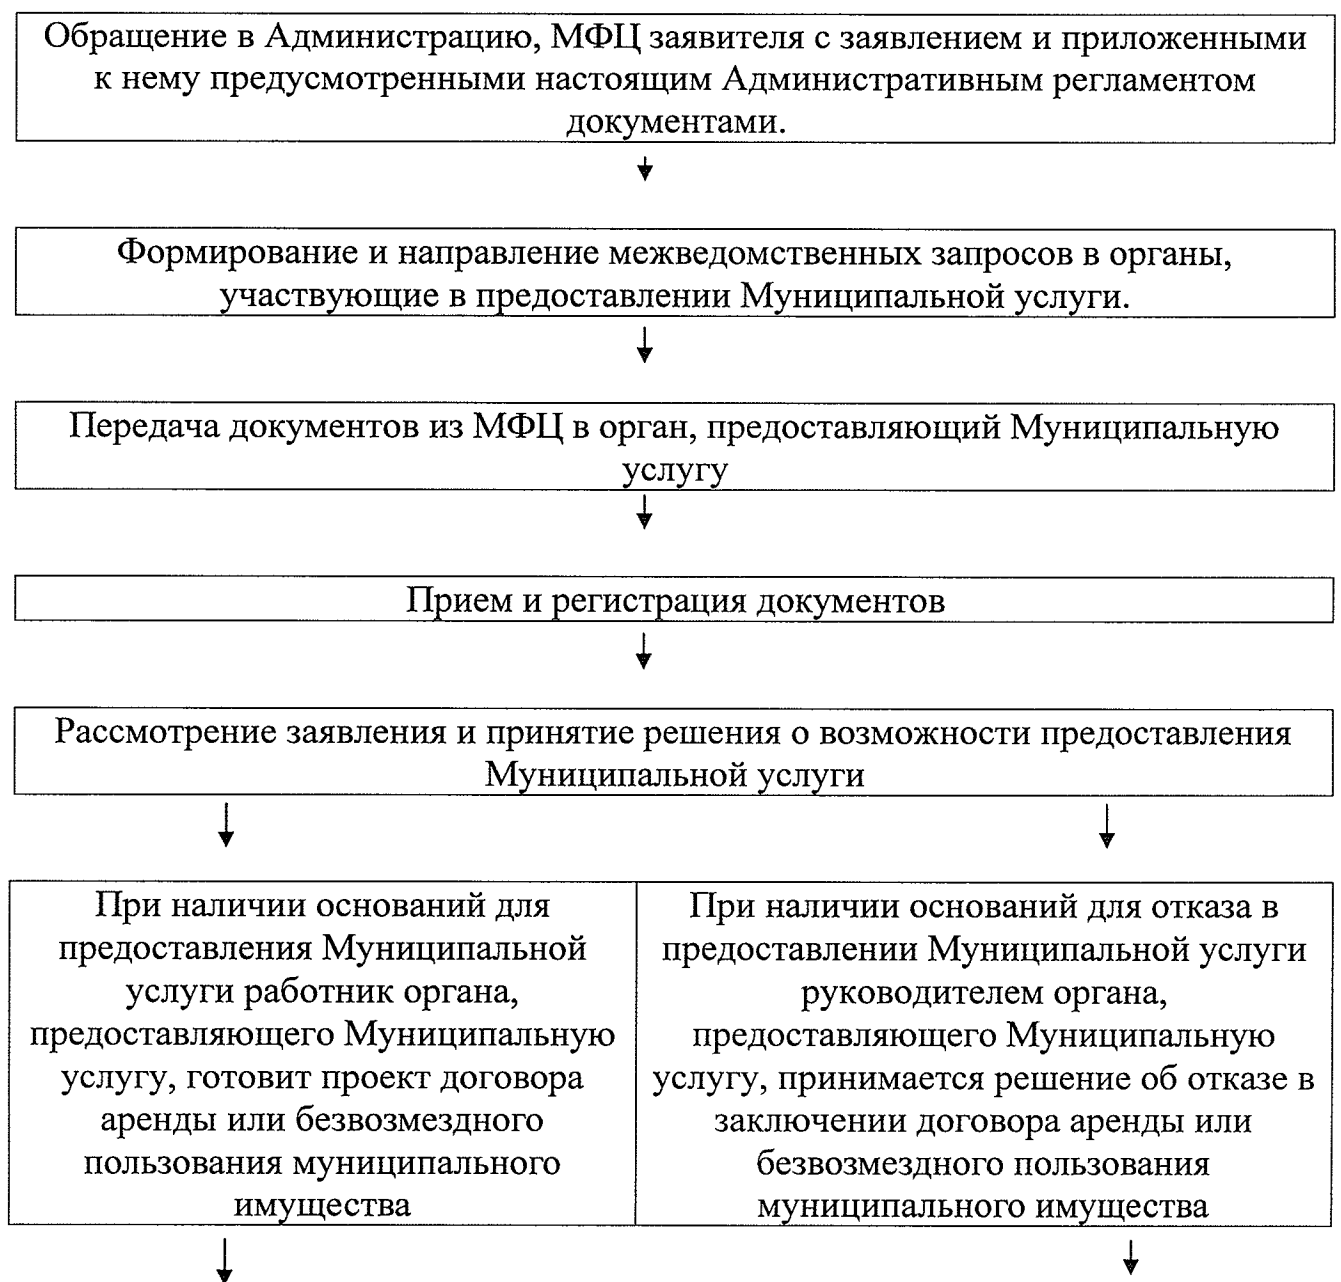 Обращение в Администрацию, МФЦ заявителя с заявлением и приложенными
к нему предусмотренными настоящим Административным регламентом
документами.
Формирование и направление межведомственных запросов в органы,
участвующие в предоставлении Муниципальной услуги.
Передача документов из МФЦ в орган, предоставляющий Муниципальную
услугу
Прием и регистрация документов
Рассмотрение заявления и принятие решения о возможности предоставления
Муниципальной услуги
При наличии оснований для
предоставления Муниципальной
услуги работник органа,
предоставляющего Муниципальную
услугу, готовит проект договора
аренды или безвозмездного
пользования муниципального
имущества
При наличии оснований для отказа в
предоставлении Муниципальной услуги
руководителем органа,
предоставляющего Муниципальную
услугу, принимается решение об отказе в
заключении договора аренды или
безвозмездного пользования
муниципального имущества